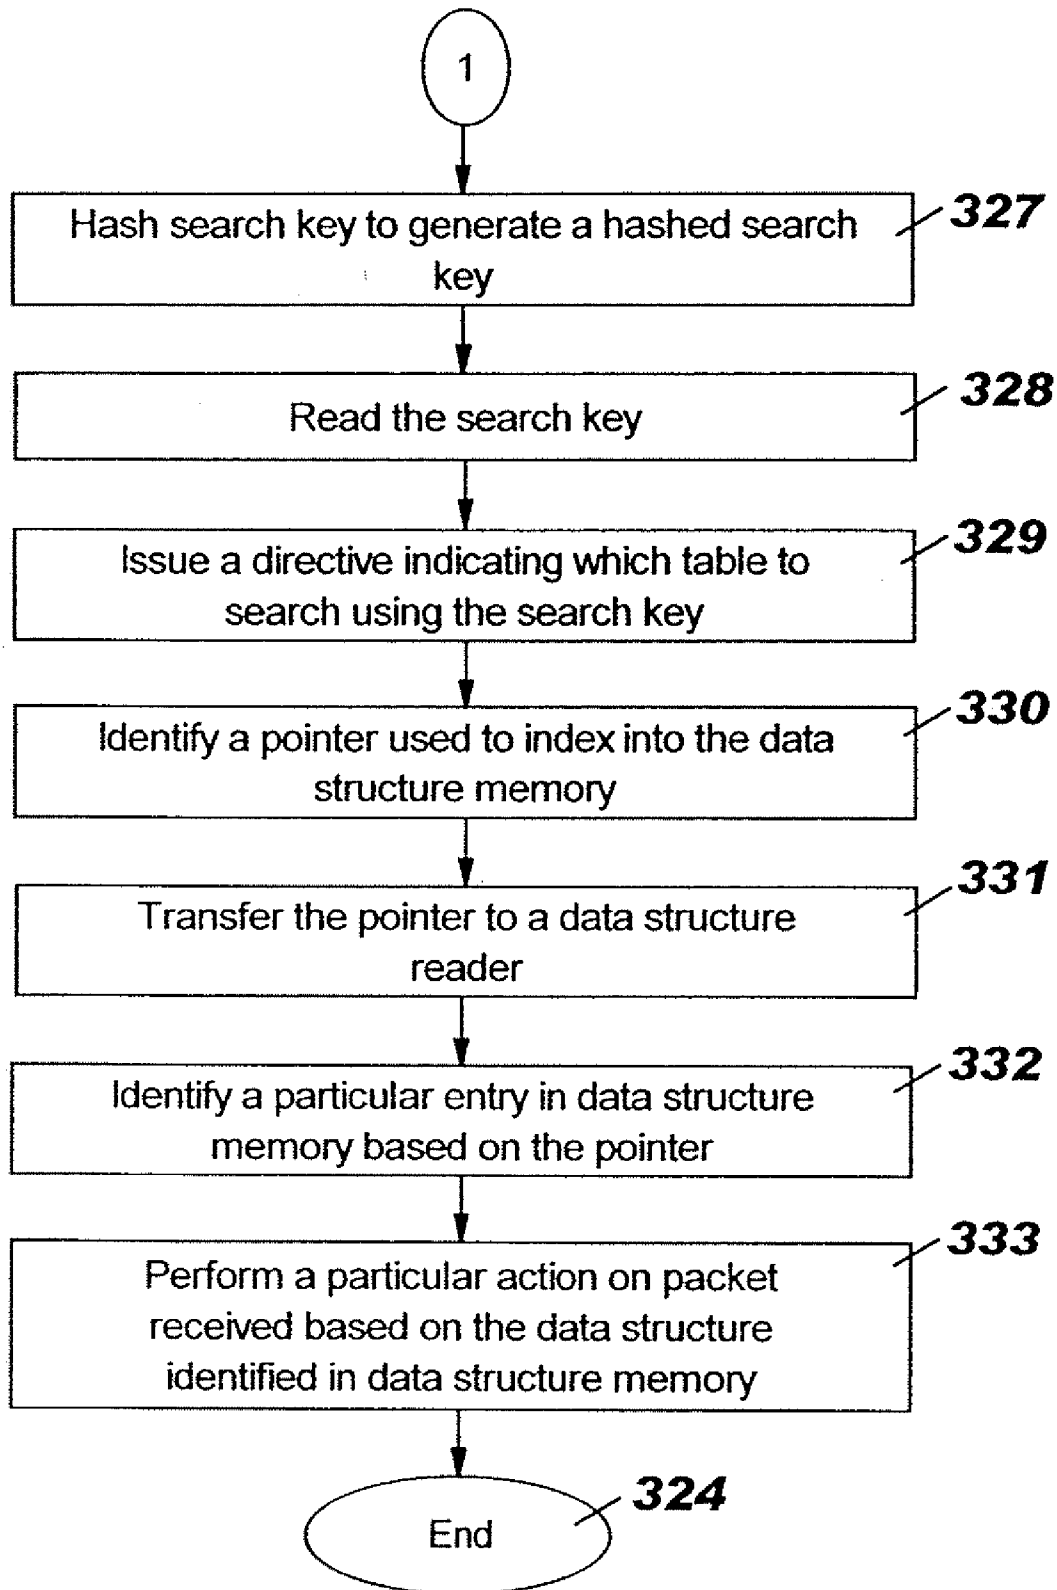 1
327
Hash search key to generate a hashed search
key
328
Read the search key
329
Issue a directive indicating which table to
search using the search key
330
Identify a pointer used to index into the data
structure memory
331
Transfer the pointer to a data structure
reader
332
Identify a particular entry in data structure
memory based on the pointer
333
Perform a particular action on packet
received based on the data structure
identified in data structure memory
324
End